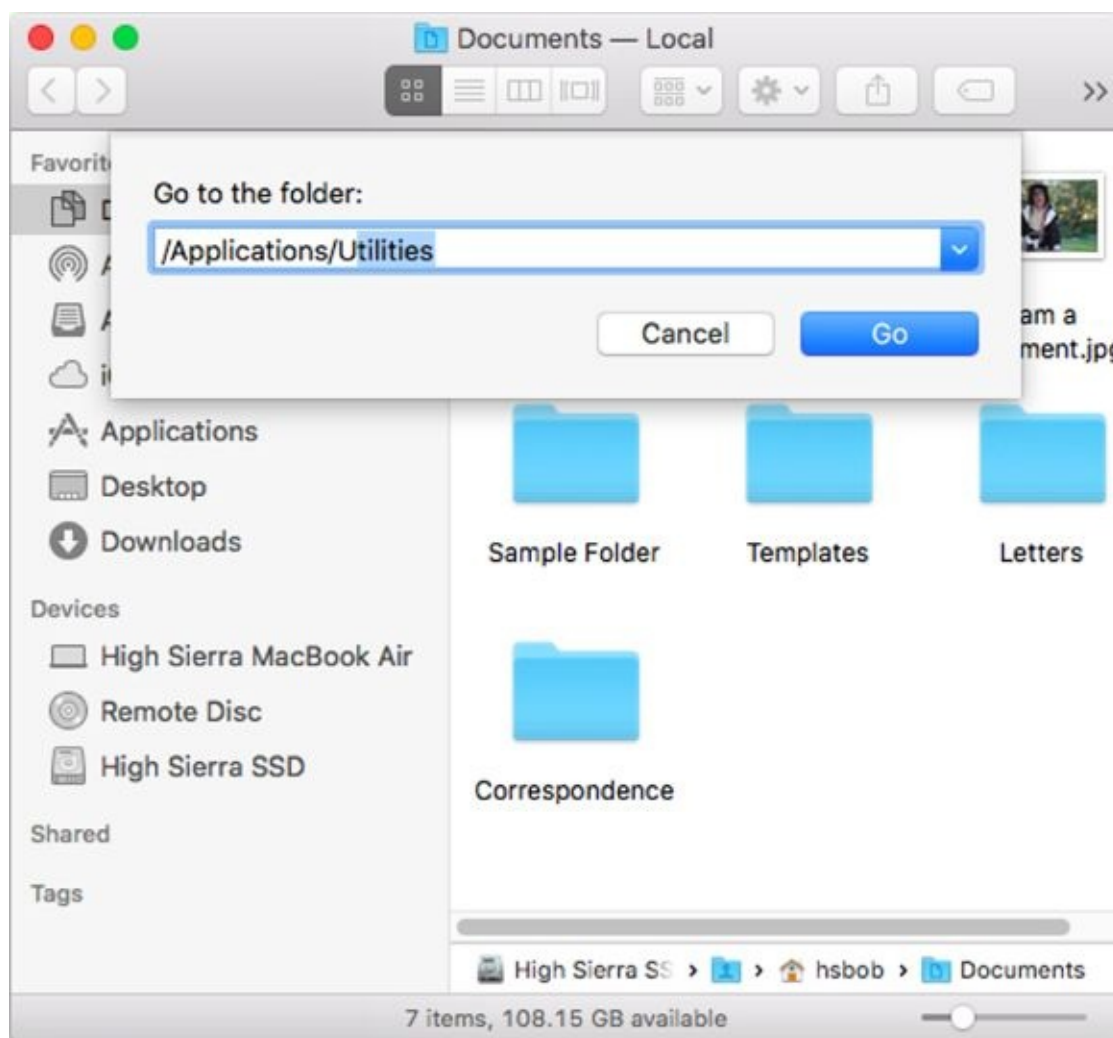 Documents — Local
Favorit
Go to the folder:
/Applications/Utilities
Cancel
Go
am a
ment.jpg
Applications
Desktop
Downloads
Sample Folder
Templates
Letters
Devices
High Sierra MacBook Air
Remote Disc
High Sierra SSD
Correspondence
Shared
Tags
High Sierra SS › › hsbob › Documents
7 items, 108.15 GB available